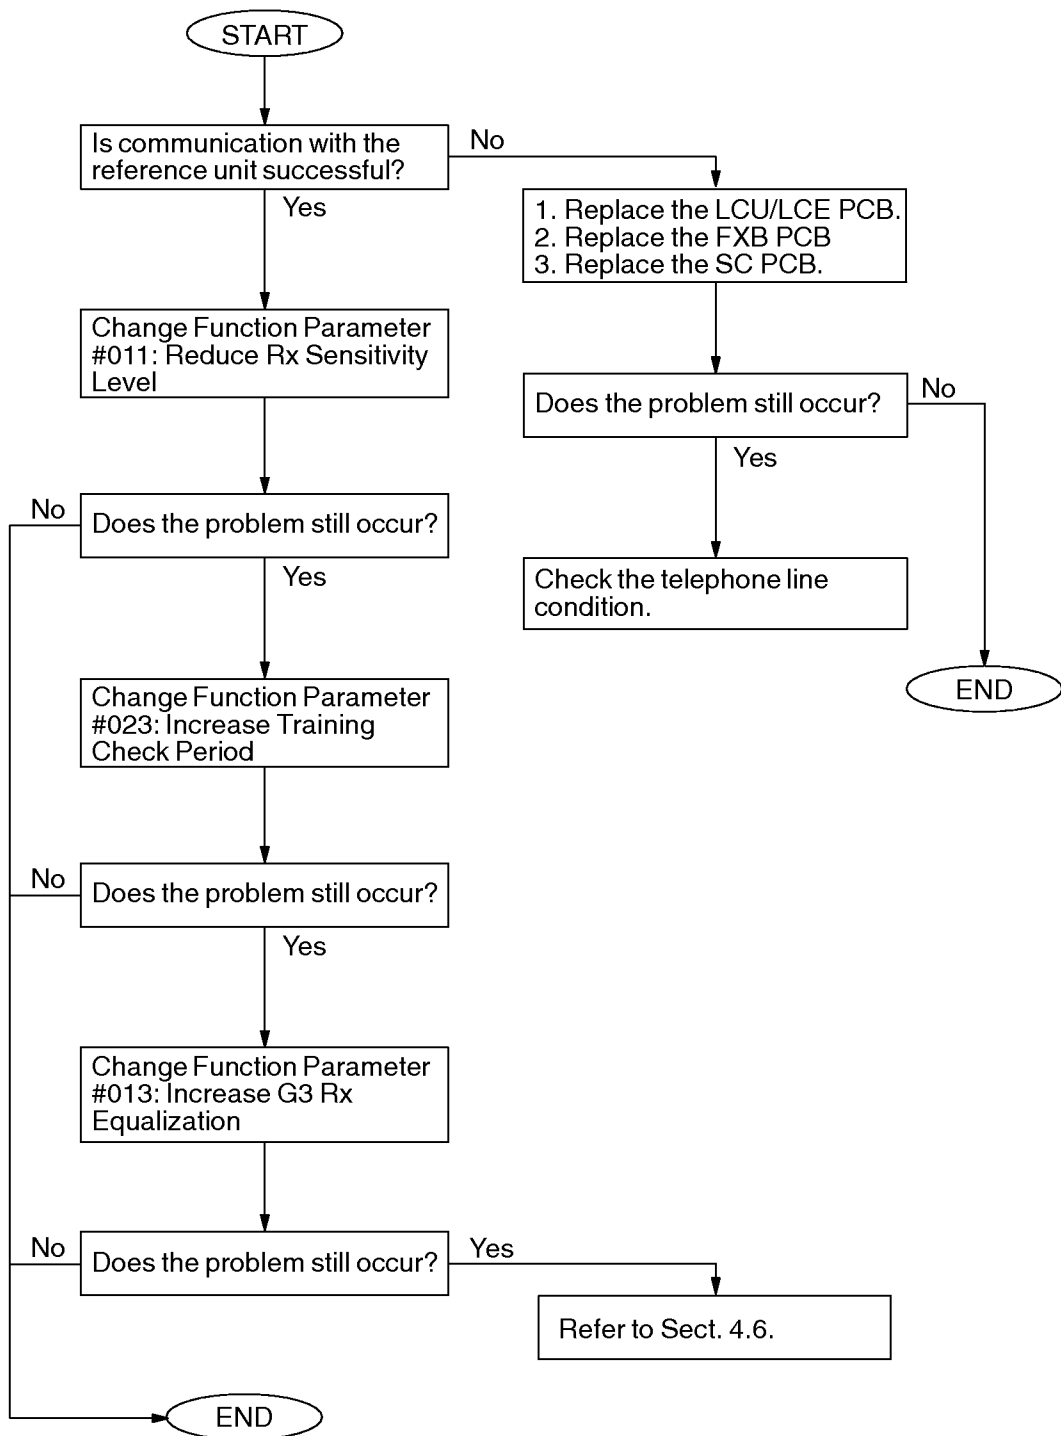 START
Is communication with the
reference unit successful?
No
Yes
1. Replace the LCU/LCE PCB.
2. Replace the FXB PCB
3. Replace the SC PCB.
Change Function Parameter
#011: Reduce Rx Sensitivity
Level
Does the problem still occur?
No
Yes
No
Does the problem still occur?
Yes
Check the telephone line
condition.
END
Change Function Parameter
#023: Increase Training
Check Period
No
Does the problem still occur?
Yes
Change Function Parameter
#013: Increase G3 Rx
Equalization
No
Does the problem still occur?
Yes
Refer to Sect. 4.6.
END